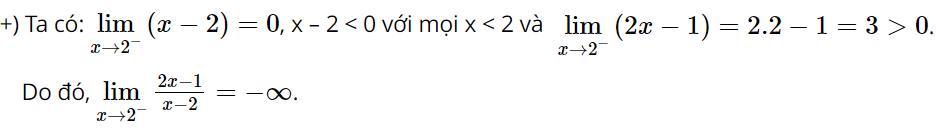 +) Ta có: lim_{x→2⁻} (x − 2) = 0, x – 2 < 0 với mọi x < 2 và lim_{x→2⁻} (2x − 1) = 2.2 − 1 = 3 > 0.
Do đó, lim_{x→2⁻} \frac{2x−1}{x−2} = −∞.